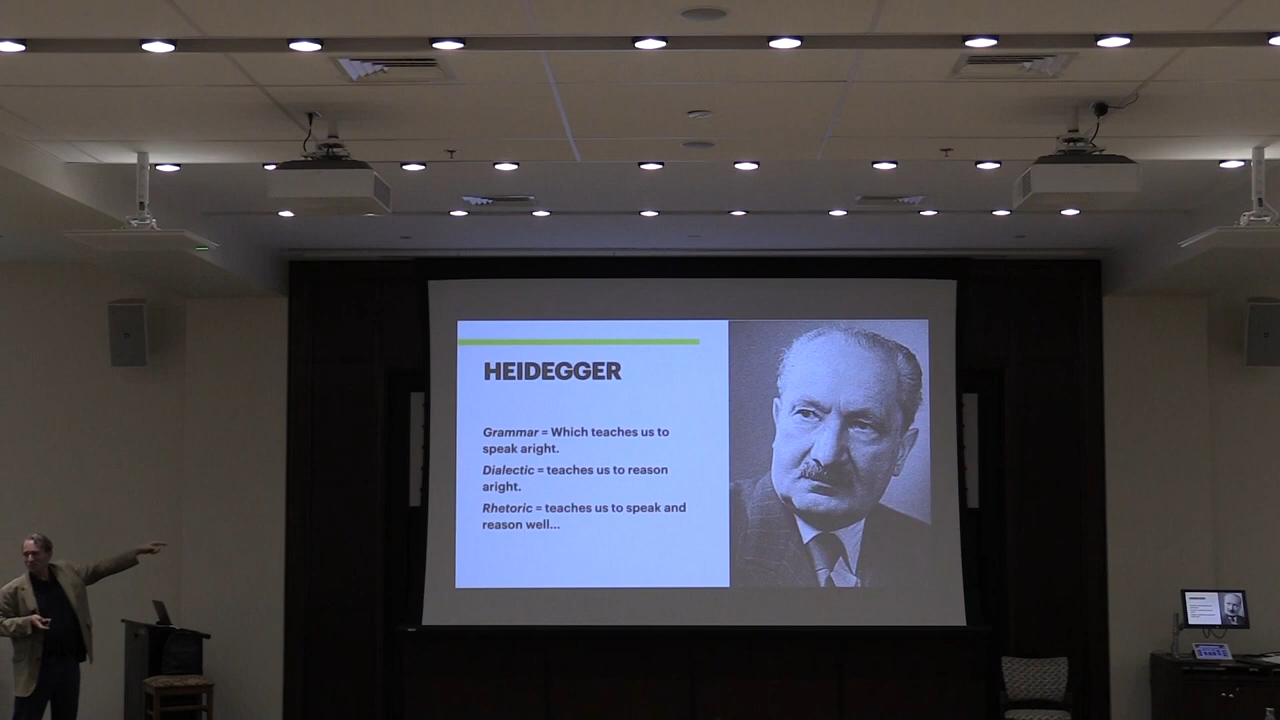 HEIDEGGER
Grammar = Which teaches us to
speak aright.
Dialectic = teaches us to reason
aright.
Rhetoric = teaches us to speak and
reason well...